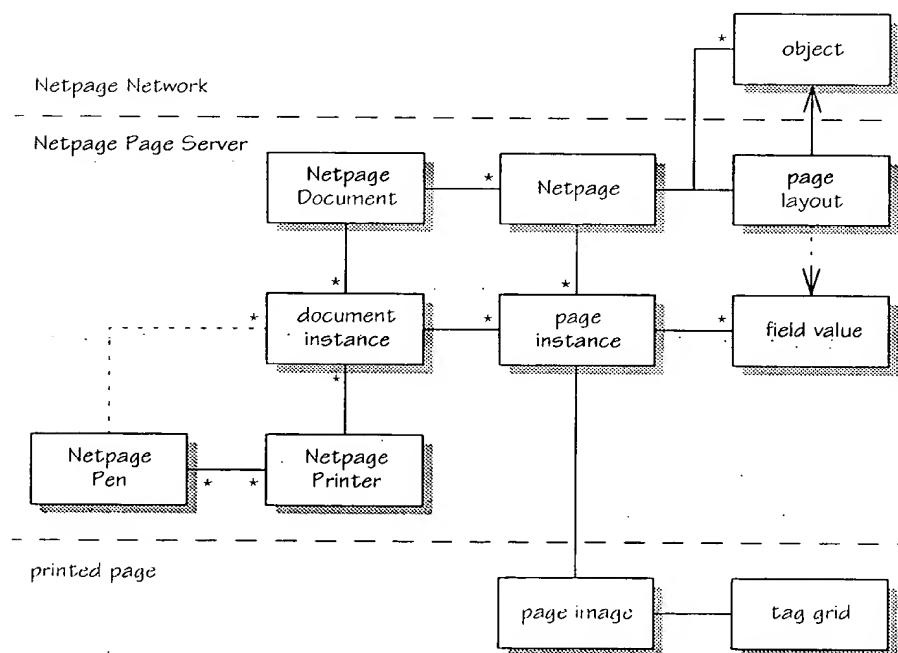 *
object
Netpage Network
Netpage Page Server
Netpage
Document
*
Netpage
page
layout
*
*
*
document
instance
*
page
instance
*
field value
*
Netpage
Pen
*
*
Netpage
Printer
printed page
page image
tag grid